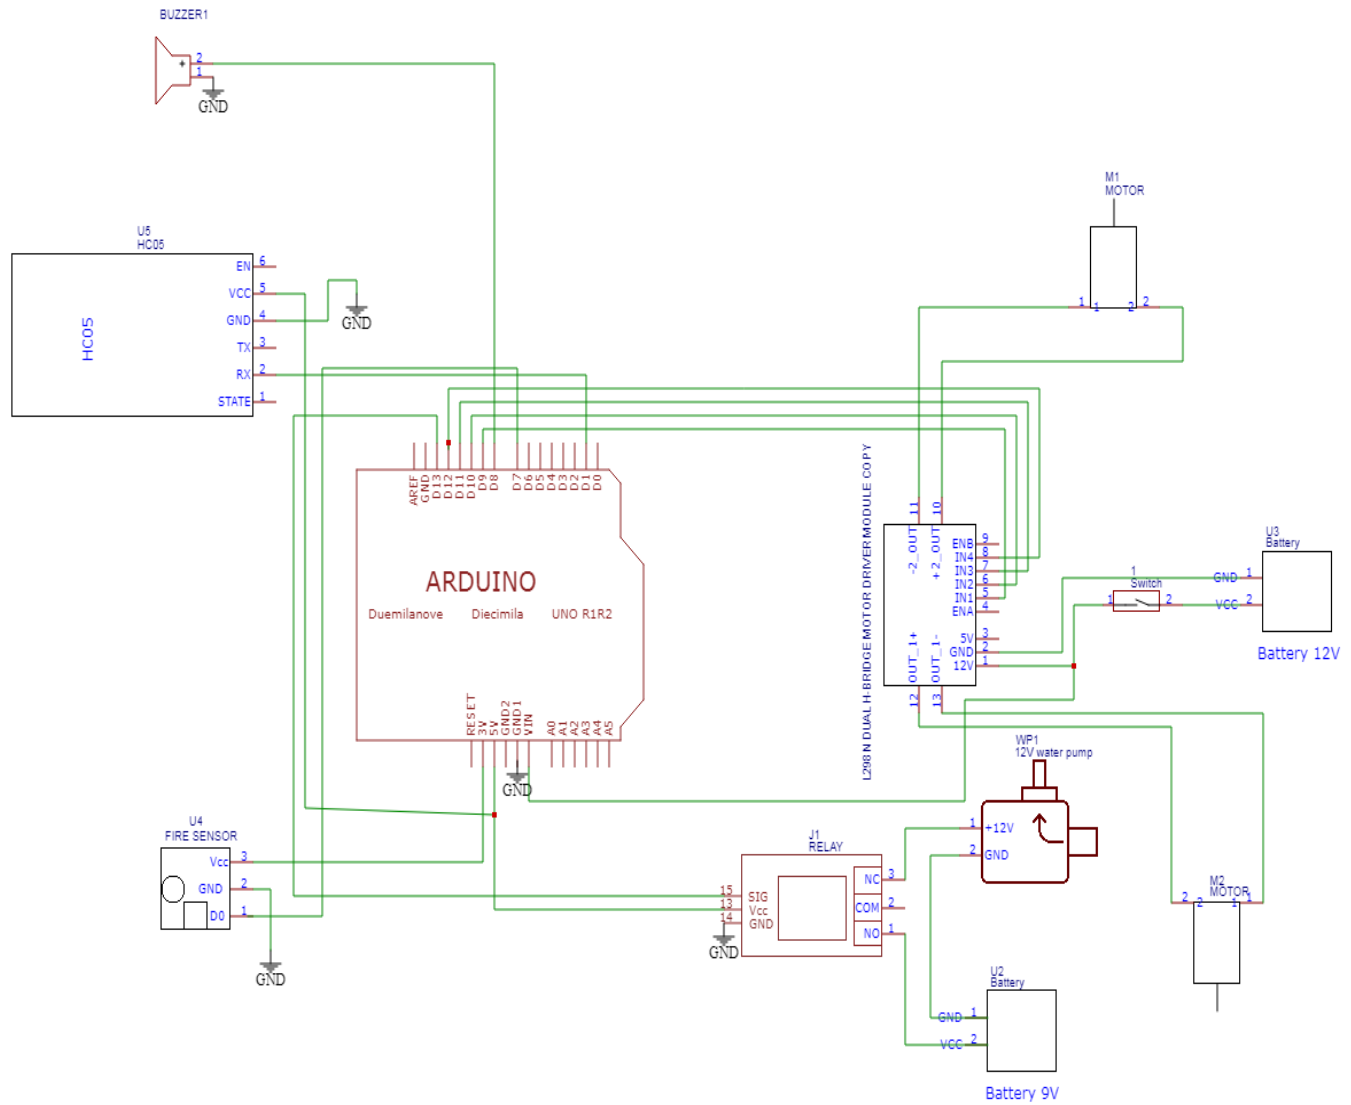 BUZZER1
2
1
GND
M1
MOTOR
1 1 2 2
U5
HC05
HC05
EN 6
VCC 5
GND 4
TX 3
RX 2
STATE 1
GND
AREF
GND
D13
D12
D11
D10
D9
D8
D7
D6
D5
D4
D3
D2
D1
D0
ARDUINO
Duemilanove Diecimila UNO R1R2
RESET
3V
5V
GND2
GND1
VIN
A0
A1
A2
A3
A4
A5
GND
L298N DUAL H-BRIDGE MOTOR DRIVER MODULE COPY
11 10
-2_OUT
+2_OUT
ENB 9
IN4 8
IN3 7
IN2 6
IN1 5
ENA 4
5V 3
GND 2
12V 1
OUT_1+
OUT_1-
12 13
1
Switch
1 2
U3
Battery
GND 1
VCC 2
Battery 12V
WP1
12V water pump
1 +12V
2 GND
U4
FIRE SENSOR
Vcc 3
GND 2
D0 1
GND
J1
RELAY
15 SIG
13 Vcc
14 GND
NC 3
COM 2
NO 1
GND
M2
MOTOR
2 2 1 1
U2
Battery
GND 1
VCC 2
Battery 9V